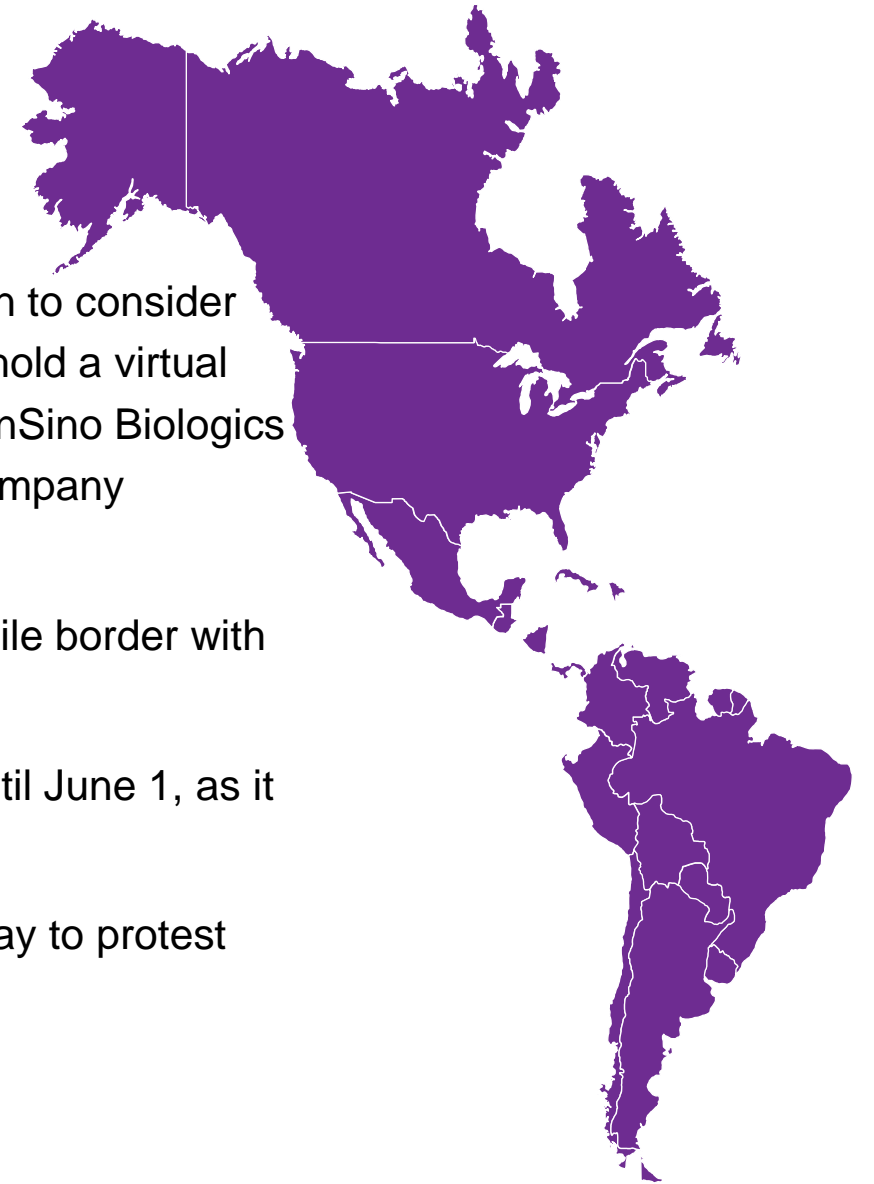 n to consider
hold a virtual
nSino Biologics
mpany
ile border with
til June 1, as it
ay to protest